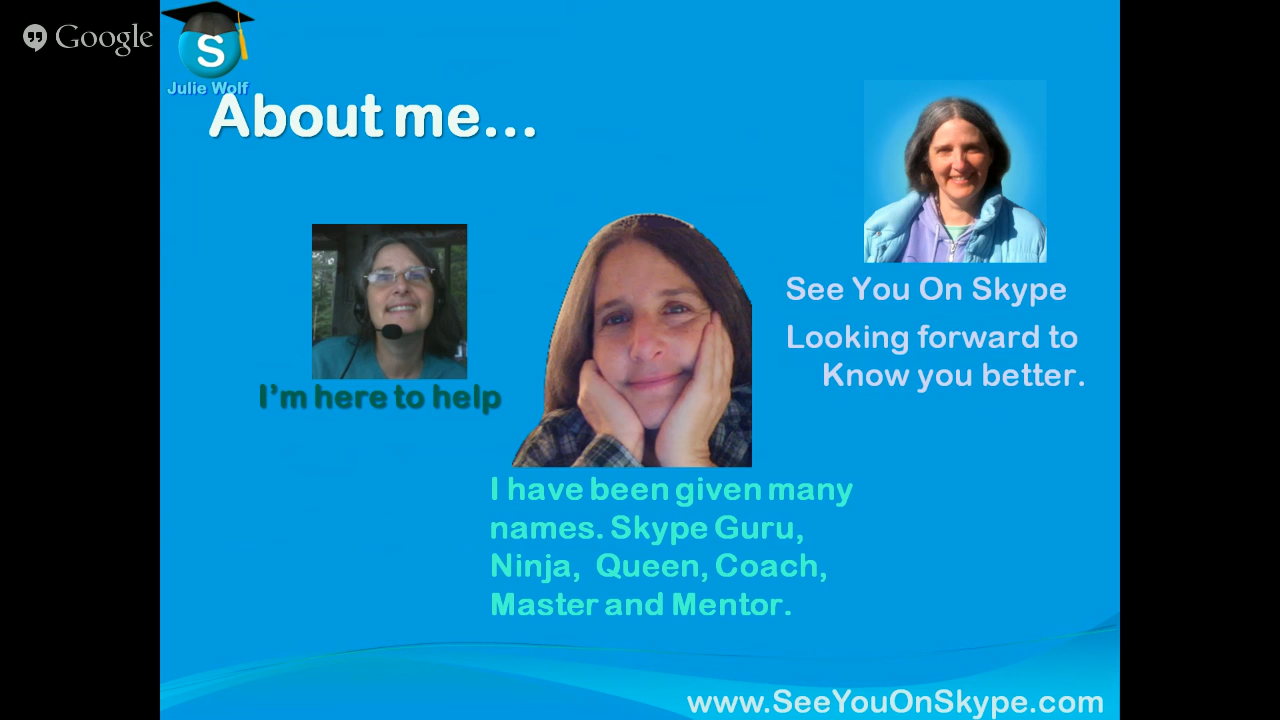 Google
S
Julie Wolf
About me...
See You On Skype
Looking forward to
Know you better.
I'm here to help
I have been given many
names. Skype Guru,
Ninja,  Queen, Coach,
Master and Mentor.
www.SeeYouOnSkype.com